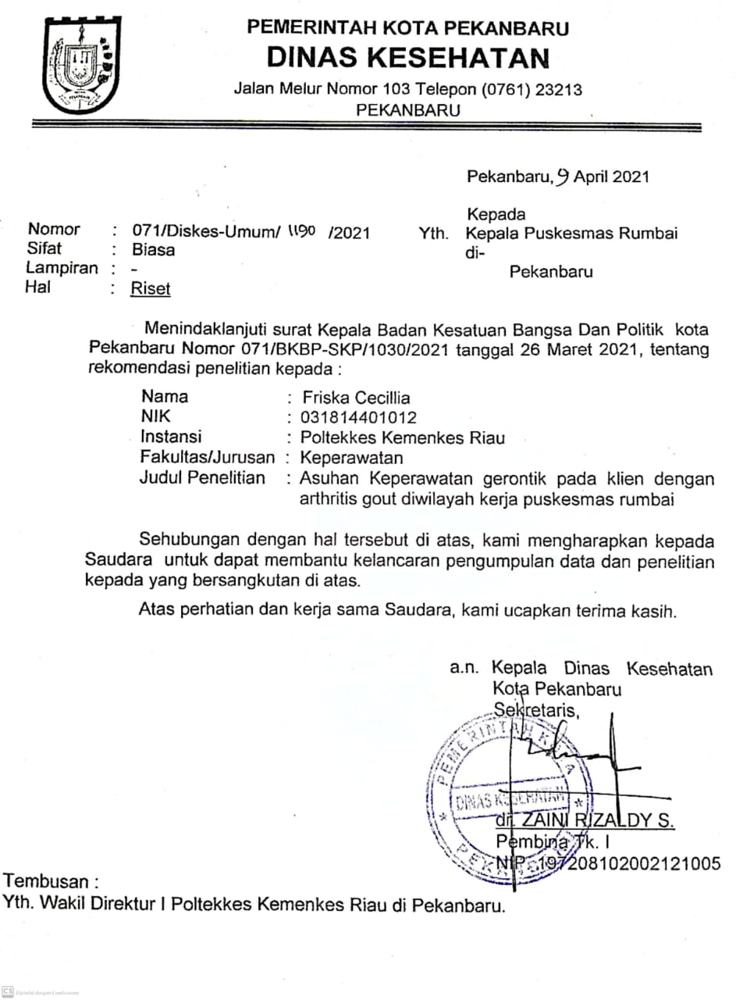 PEMERINTAH KOTA PEKANBARU
DINAS KESEHATAN
Jalan Melur Nomor 103 Telepon (0761) 23213
PEKANBARU
Pekanbaru, 9 April 2021
Kepada
Nomor : 071/Diskes-Umum/ 1190 /2021
Yth. Kepala Puskesmas Rumbai
Sifat : Biasa
di-
Lampiran : -
Pekanbaru
Hal : Riset
Menindaklanjuti surat Kepala Badan Kesatuan Bangsa Dan Politik kota
Pekanbaru Nomor 071/BKBP-SKP/1030/2021 tanggal 26 Maret 2021, tentang
rekomendasi penelitian kepada :
Nama : Friska Cecillia
NIK : 031814401012
Instansi : Poltekkes Kemenkes Riau
Fakultas/Jurusan : Keperawatan
Judul Penelitian : Asuhan Keperawatan gerontik pada klien dengan
arthritis gout diwilayah kerja puskesmas rumbai
Sehubungan dengan hal tersebut di atas, kami mengharapkan kepada
Saudara untuk dapat membantu kelancaran pengumpulan data dan penelitian
kepada yang bersangkutan di atas.
Atas perhatian dan kerja sama Saudara, kami ucapkan terima kasih.
a.n. Kepala Dinas Kesehatan
Kota Pekanbaru
Sekretaris,
PEMERINTAH KOTA
DINAS KESEHATAN
PEKANBARU
dr. ZAINI RIZALDY S.
Pembina Tk. I
NIP. 197208102002121005
Tembusan :
Yth. Wakil Direktur I Poltekkes Kemenkes Riau di Pekanbaru.
CS Dipindai dengan CamScanner